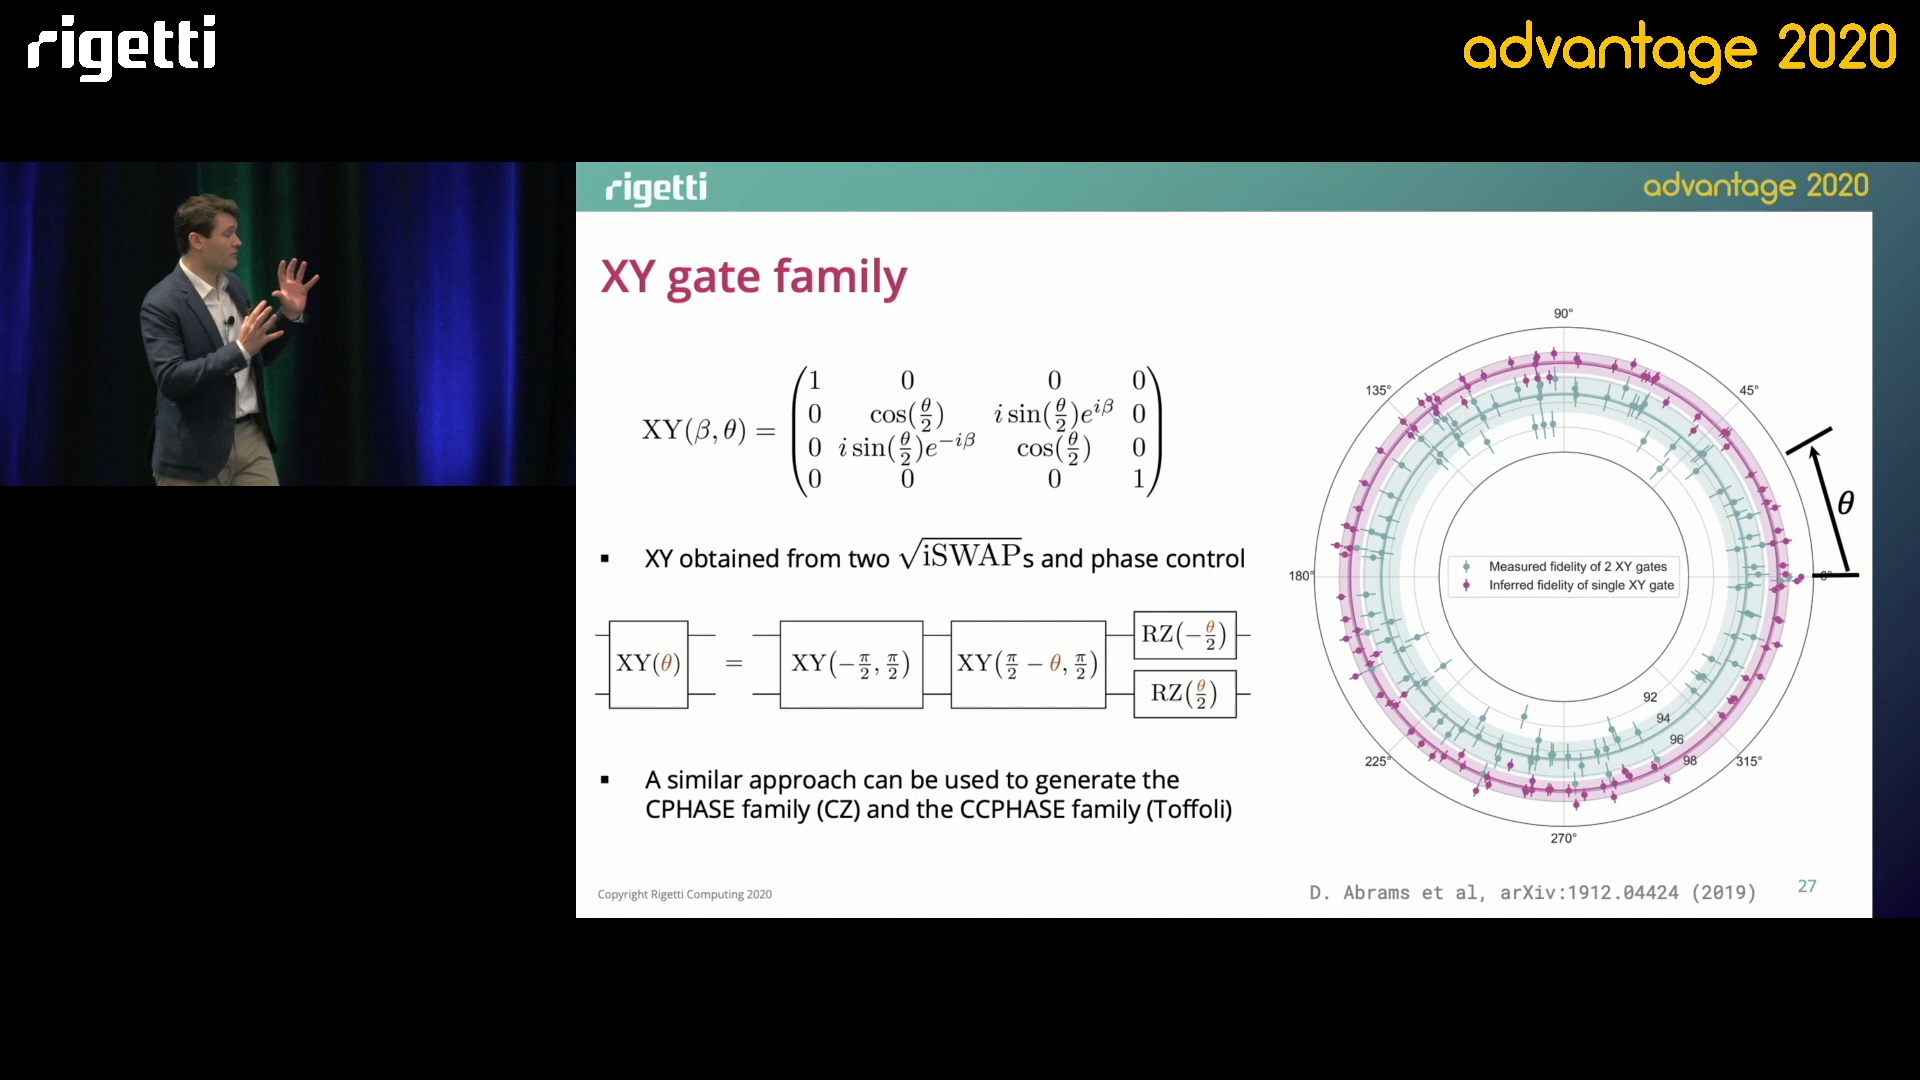 rigetti
advantage 2020
rigetti
advantage 2020
XY gate family
XY(β, θ) =
1 0 0 0
0 cos(θ/2) i sin(θ/2)e^{iβ} 0
0 i sin(θ/2)e^{−iβ} cos(θ/2) 0
0 0 0 1
▪ XY obtained from two √iSWAPs and phase control
XY(θ) = XY(−π/2, π/2) XY(π/2 − θ, π/2) RZ(−θ/2)
RZ(θ/2)
▪ A similar approach can be used to generate the
CPHASE family (CZ) and the CCPHASE family (Toffoli)
90°
135°
45°
θ
180°
0°
Measured fidelity of 2 XY gates
Inferred fidelity of single XY gate
92
94
96
98
225°
315°
270°
Copyright Rigetti Computing 2020
D. Abrams et al, arXiv:1912.04424 (2019)
27